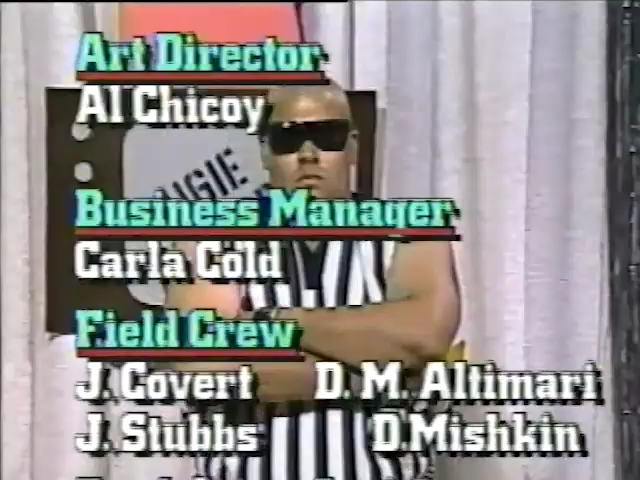 Art Director
Al Chicoy
Business Manager
Carla Cold
Field Crew
J. Covert D. M. Altimari
J. Stubbs D.Mishkin